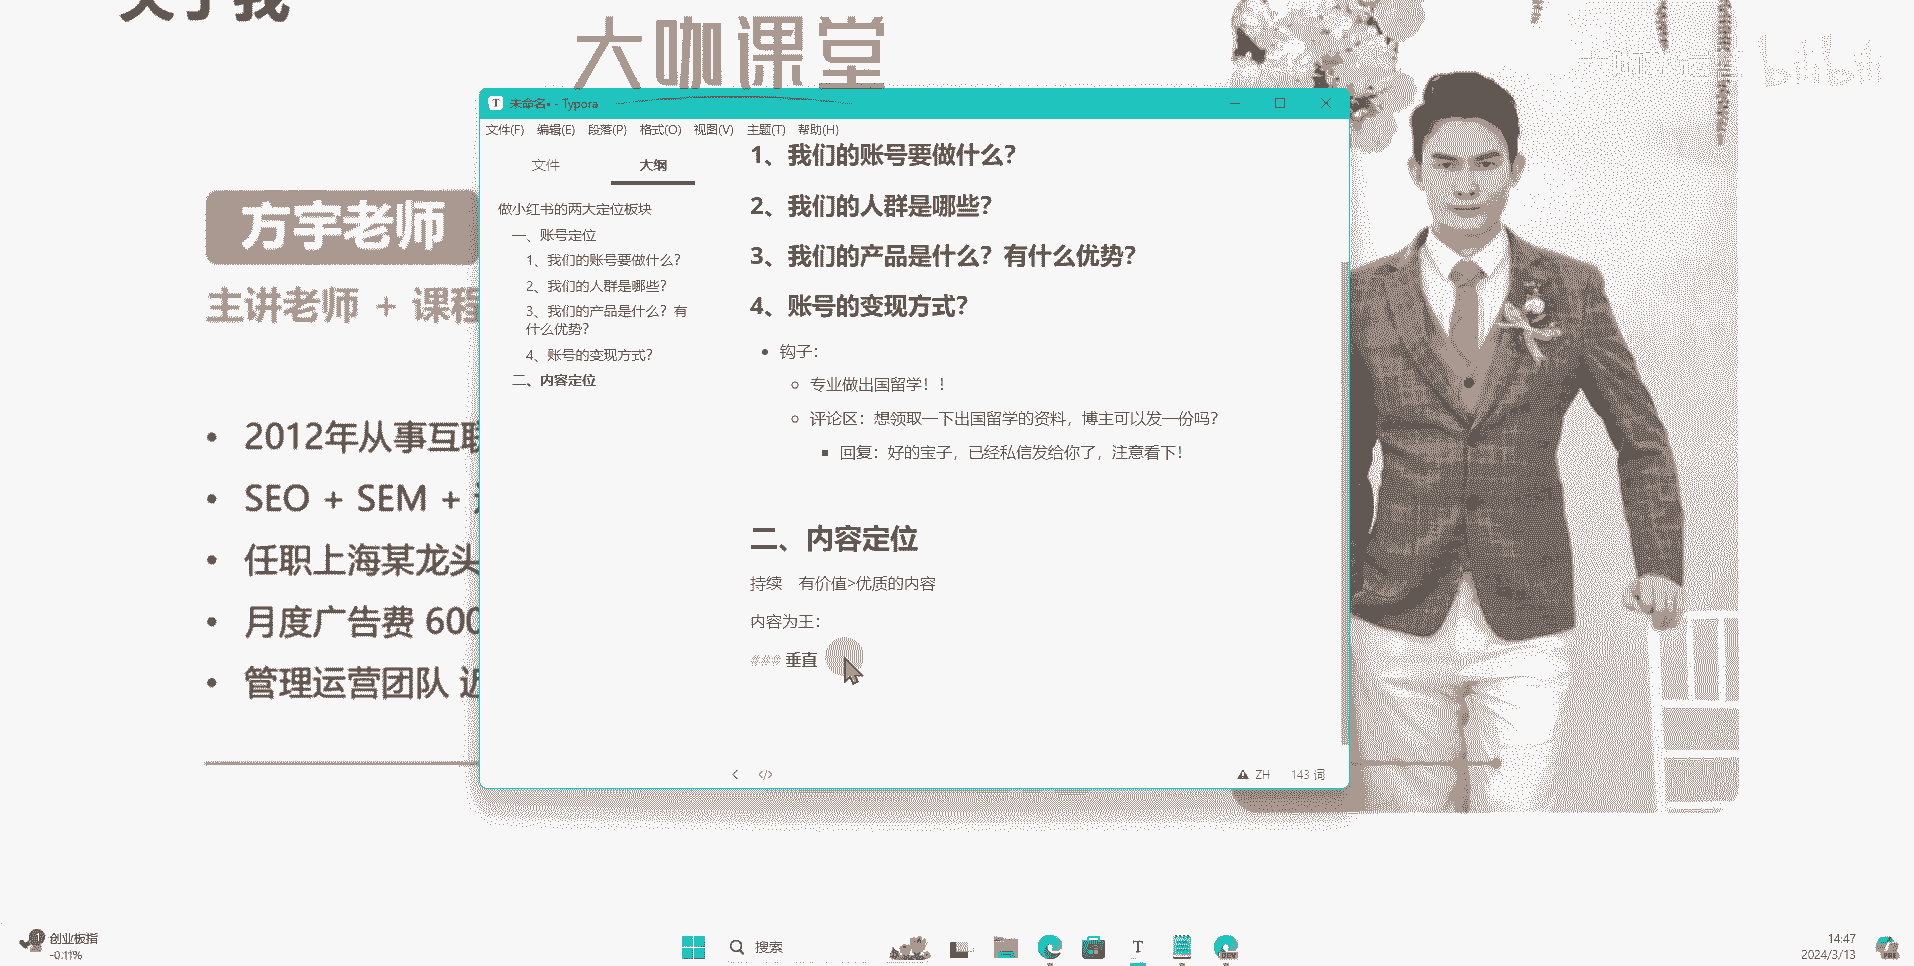 关于我
大咖课堂
bilibili
方宇老师
主讲老师 + 课程
2012年从事互联
SEO + SEM +
任职上海某龙头
月度广告费 600
管理运营团队 近
未命名• - Typora
文件(F) 编辑(E) 段落(P) 格式(O) 视图(V) 主题(T) 帮助(H)
文件 大纲
做小红书的两大定位板块
一、账号定位
1、我们的账号要做什么？
2、我们的人群是哪些？
3、我们的产品是什么？有
什么优势？
4、账号的变现方式？
二、内容定位
1、我们的账号要做什么？
2、我们的人群是哪些？
3、我们的产品是什么？有什么优势？
4、账号的变现方式？
钩子：
专业做出国留学！！
评论区：想领取一下出国留学的资料，博主可以发一份吗？
回复：好的宝子，已经私信发给你了，注意看下！
二、内容定位
持续 有价值>优质的内容
内容为王：
### 垂直
ZH 143 词
创业板指
-0.11%
搜索
DEV
14:47
2024/3/13
PRE